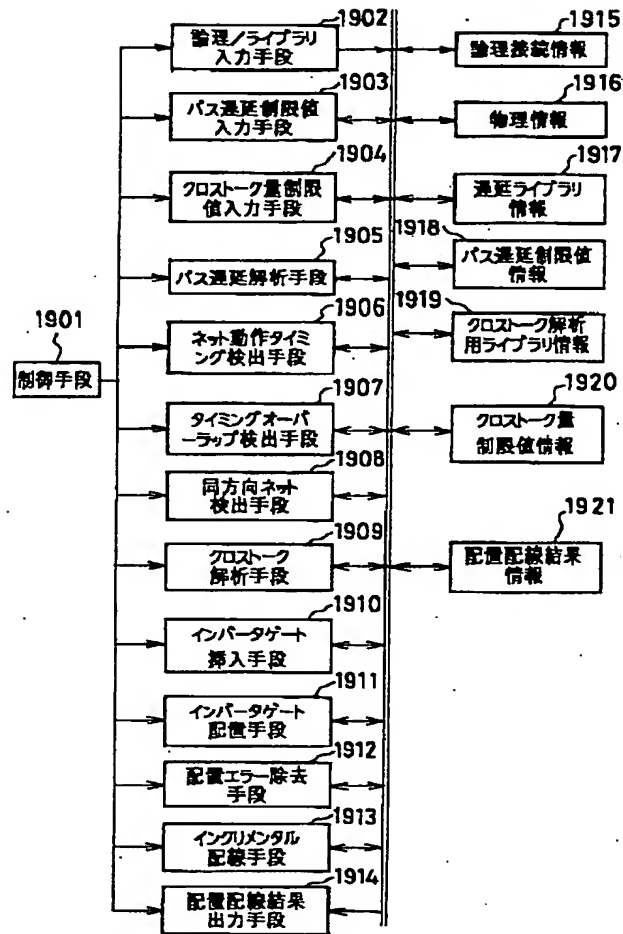 1901
制御手段
1902
論理／ライブラリ
入力手段
1903
パス遅延制限値
入力手段
1904
クロストーク量制限
値入力手段
1905
パス遅延解析手段
1906
ネット動作タイミ
ング検出手段
1907
タイミングオーバ
ーラップ検出手段
1908
同方向ネット
検出手段
1909
クロストーク
解析手段
1910
インバータゲート
挿入手段
1911
インバータゲート
配置手段
1912
配置エラー除去
手段
1913
インクリメンタル
配線手段
1914
配置配線結果
出力手段
1915
論理接続情報
1916
物理情報
1917
遅延ライブラリ
情報
1918
パス遅延制限値
情報
1919
クロストーク解析
用ライブラリ情報
1920
クロストーク量
制限値情報
1921
配置配線結果
情報